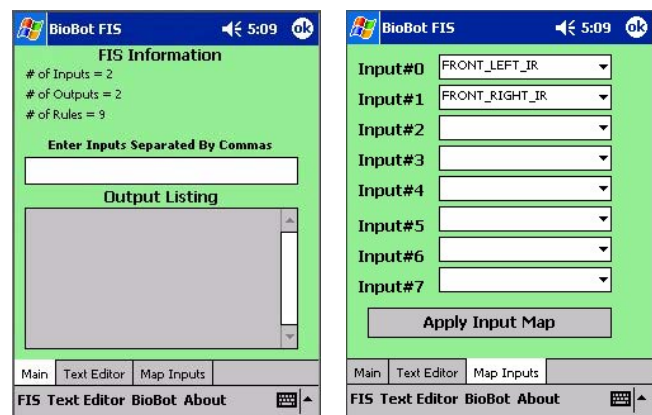 BioBot FIS 5:09 ok
FIS Information
# of Inputs = 2
# of Outputs = 2
# of Rules = 9
Enter Inputs Separated By Commas
Output Listing
Main Text Editor Map Inputs
FIS Text Editor BioBot About
BioBot FIS 5:09 ok
Input#0 FRONT_LEFT_IR
Input#1 FRONT_RIGHT_IR
Input#2
Input#3
Input#4
Input#5
Input#6
Input#7
Apply Input Map
Main Text Editor Map Inputs
FIS Text Editor BioBot About